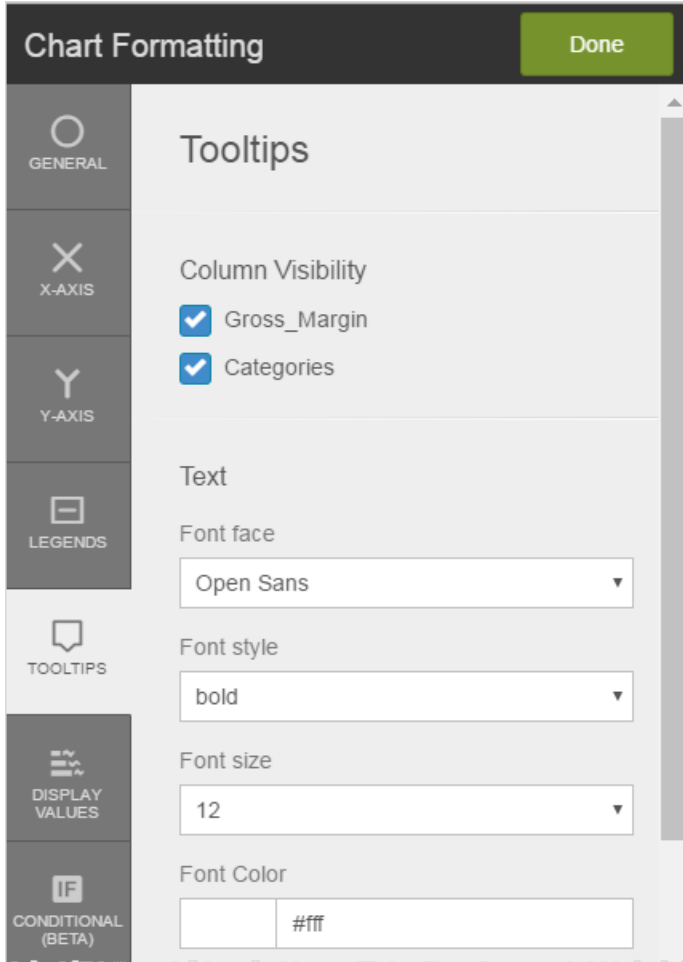 Chart Formatting
Done
GENERAL
X-AXIS
Y-AXIS
LEGENDS
TOOLTIPS
DISPLAY
VALUES
IF
CONDITIONAL
(BETA)
Tooltips
Column Visibility
Gross_Margin
Categories
Text
Font face
Open Sans
Font style
bold
Font size
12
Font Color
#fff